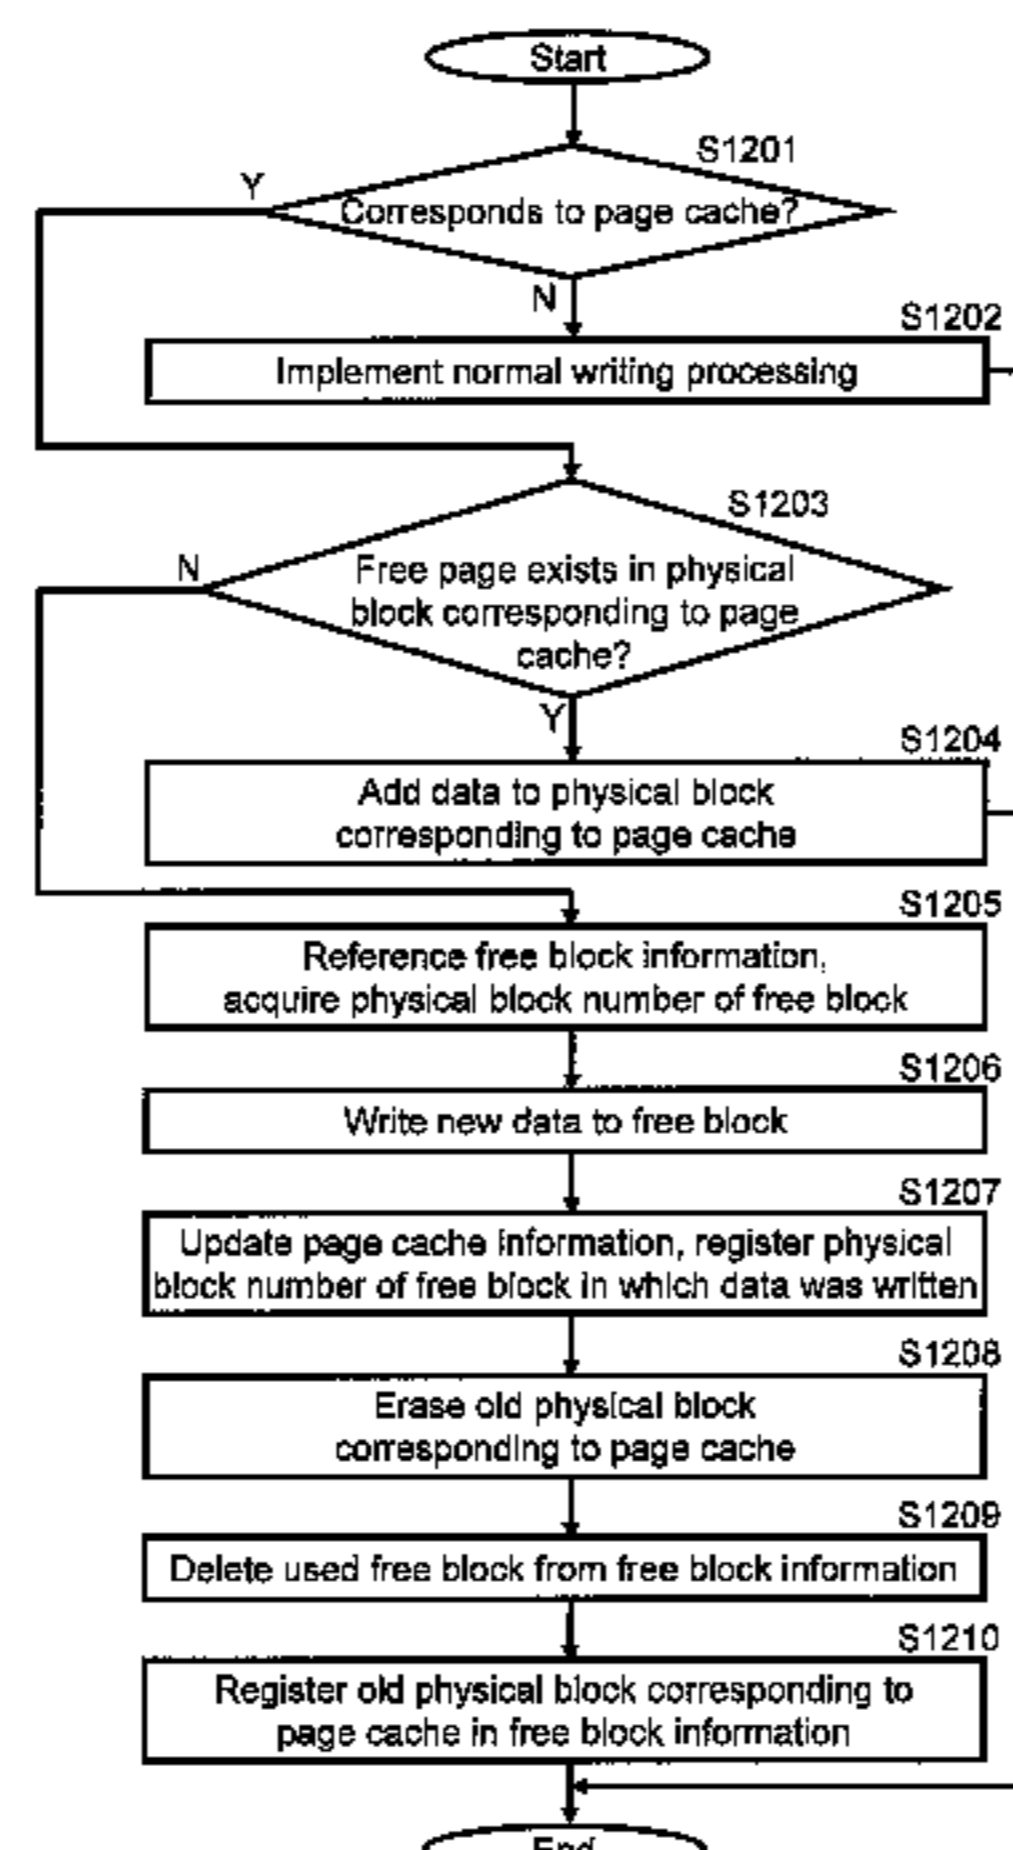 Start
S1201
Y
Corresponds to page cache?
N
S1202
Implement normal writing processing
S1203
N
Free page exists in physical
block corresponding to page
cache?
Y
S1204
Add data to physical block
corresponding to page cache
S1205
Reference free block information,
acquire physical block number of free block
S1206
Write new data to free block
S1207
Update page cache information, register physical
block number of free block in which data was written
S1208
Erase old physical block
corresponding to page cache
S1209
Delete used free block from free block information
S1210
Register old physical block corresponding to
page cache in free block information
End